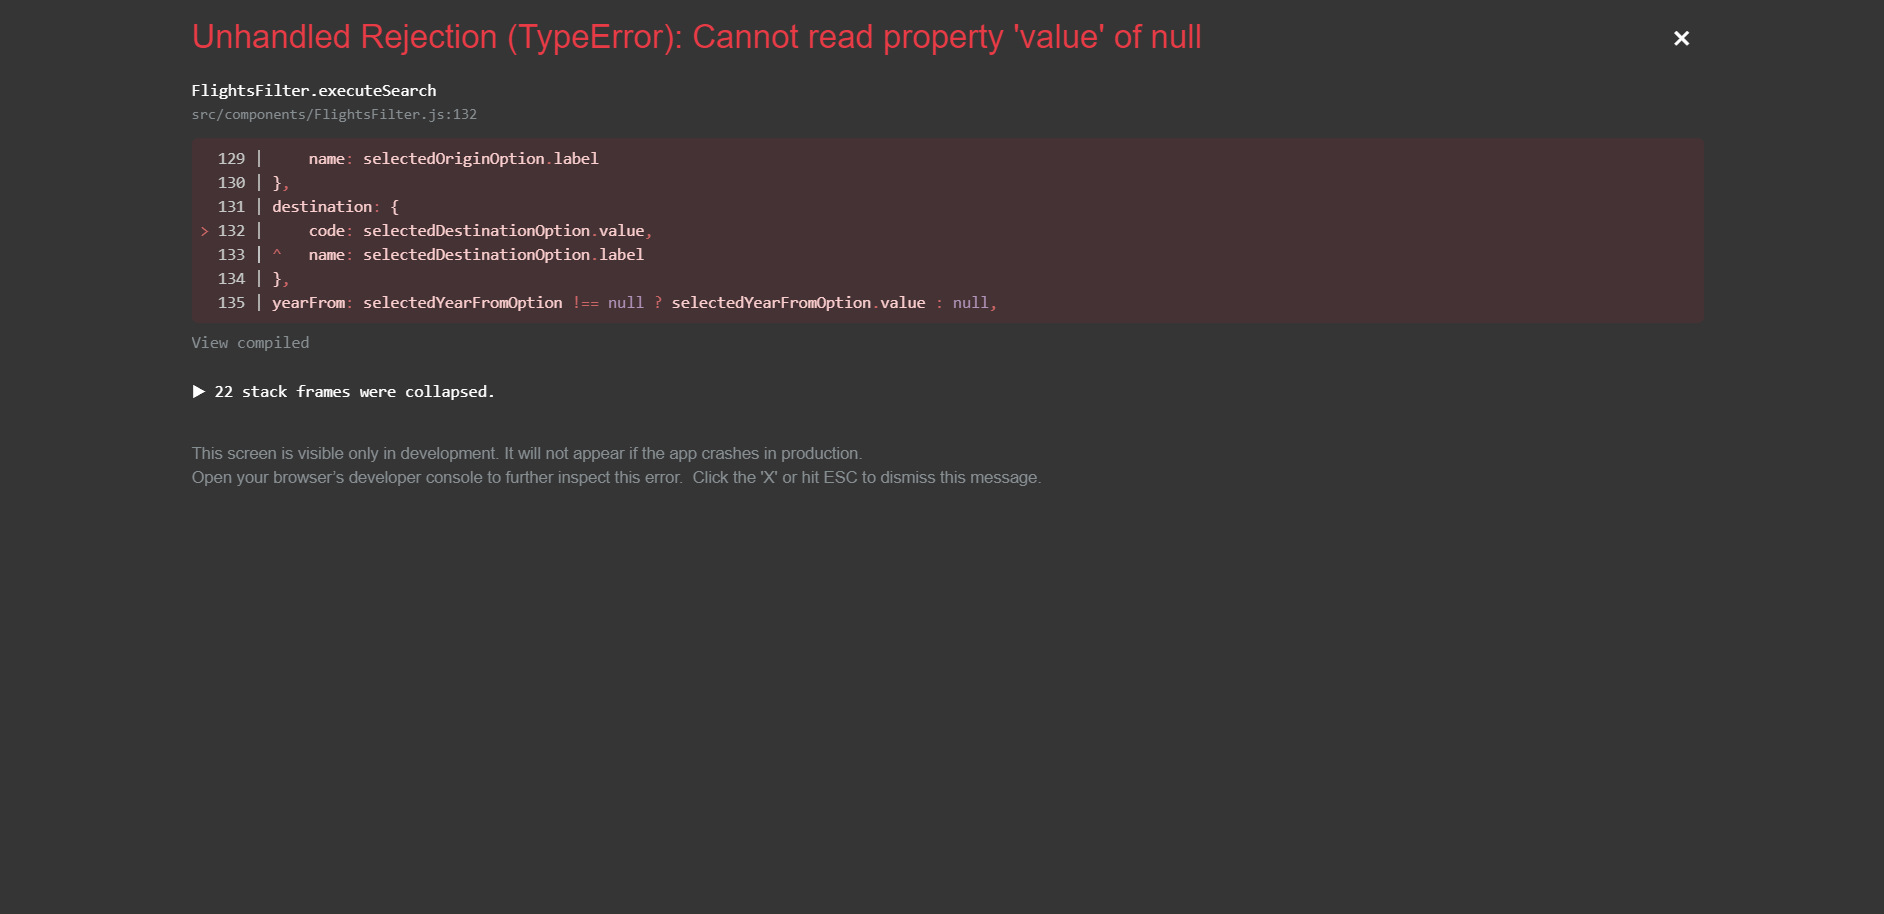 Unhandled Rejection (TypeError): Cannot read property 'value' of null
×
FlightsFilter.executeSearch
src/components/FlightsFilter.js:132
  129 |     name: selectedOriginOption.label
  130 | },
  131 | destination: {
> 132 |     code: selectedDestinationOption.value,
  133 | ^   name: selectedDestinationOption.label
  134 | },
  135 | yearFrom: selectedYearFromOption !== null ? selectedYearFromOption.value : null,
View compiled
▶ 22 stack frames were collapsed.
This screen is visible only in development. It will not appear if the app crashes in production.
Open your browser’s developer console to further inspect this error.  Click the 'X' or hit ESC to dismiss this message.